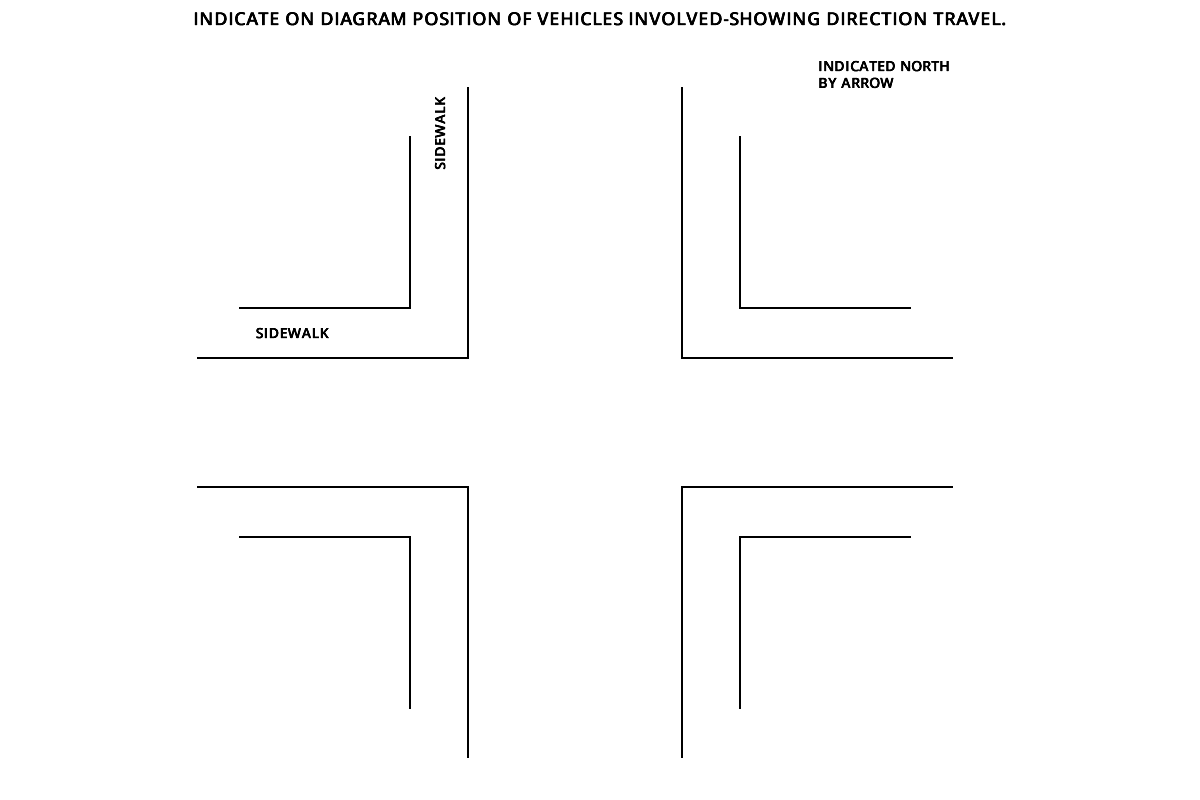 INDICATE ON DIAGRAM POSITION OF VEHICLES INVOLVED-SHOWING DIRECTION TRAVEL.
INDICATED NORTH
BY ARROW
SIDEWALK
SIDEWALK